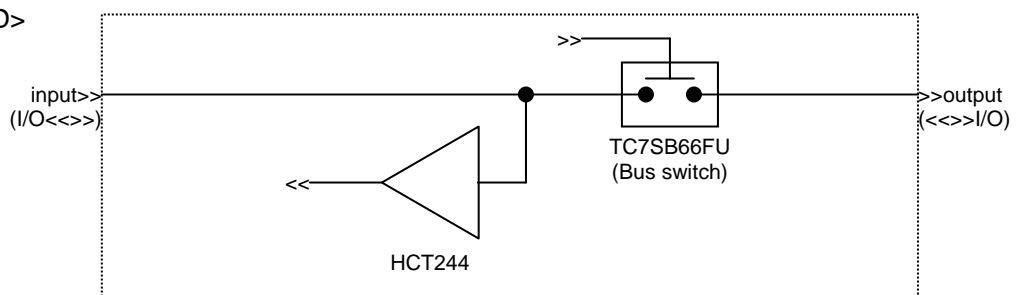 O>
>>
input>>
(I/O<<>>)
>>output
(<<>>I/O)
TC7SB66FU
(Bus switch)
<<
HCT244